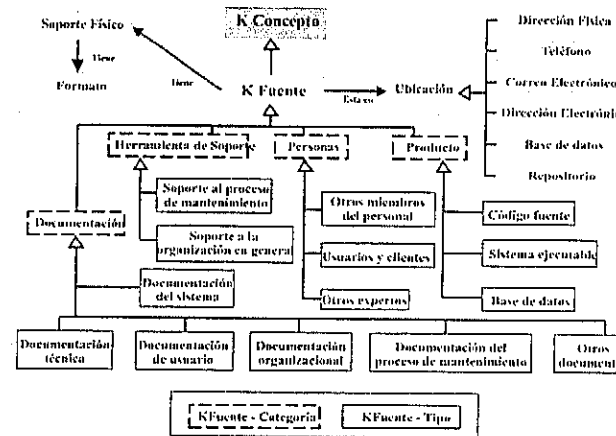 K Concepto
Soporte Físico
Tiene
Formato
Tiene
K Fuente
Esta en
Ubicación
Dirección Física
Teléfono
Correo Electrónico
Dirección Electrónic
Base de datos
Repositorio
Herramienta de Soporte
Personas
Producto
Soporte al proceso
de mantenimiento
Soporte a la
organización en general
Otros miembros
del personal
Usuarios y clientes
Otros expertos
Código fuente
Sistema ejecutable
Base de datos
Documentación
Documentación
del sistema
Documentación
técnica
Documentación
de usuario
Documentación
organizacional
Documentación del
proceso de mantenimiento
Otros
document
KFuente - Categoría
KFuente - Tipo